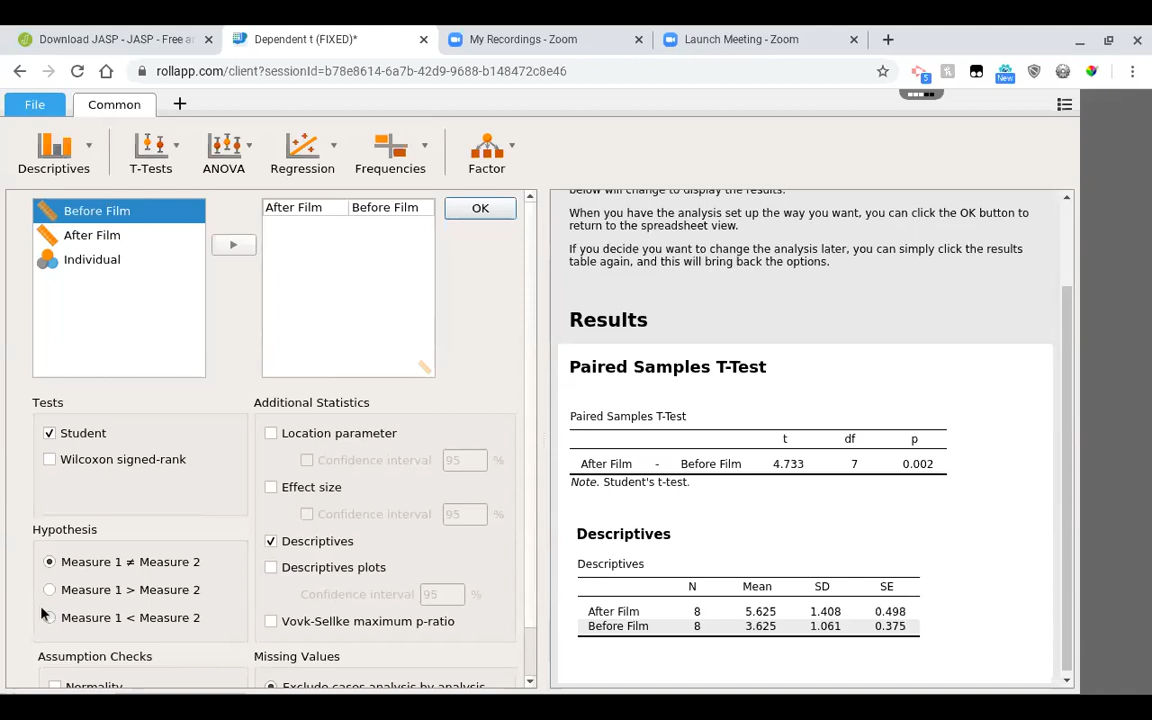 Download JASP - JASP - Free ar
Dependent t (FIXED)*
My Recordings - Zoom
Launch Meeting - Zoom
rollapp.com/client?sessionId=b78e8614-6a7b-42d9-9688-b148472c8e46
5
New
File
Common
Descriptives
T-Tests
ANOVA
Regression
Frequencies
Factor
Before Film
After Film
Individual
After Film Before Film
OK
Tests
Student
Wilcoxon signed-rank
Hypothesis
Measure 1 ≠ Measure 2
Measure 1 > Measure 2
Measure 1 < Measure 2
Assumption Checks
Normality
Additional Statistics
Location parameter
Confidence interval 95 %
Effect size
Confidence interval 95 %
Descriptives
Descriptives plots
Confidence interval 95 %
Vovk-Sellke maximum p-ratio
Missing Values
Exclude cases analysis by analysis
below will change to display the results.
When you have the analysis set up the way you want, you can click the OK button to
return to the spreadsheet view.
If you decide you want to change the analysis later, you can simply click the results
table again, and this will bring back the options.
Results
Paired Samples T-Test
Paired Samples T-Test
t df p
After Film - Before Film 4.733 7 0.002
Note. Student's t-test.
Descriptives
Descriptives
N Mean SD SE
After Film 8 5.625 1.408 0.498
Before Film 8 3.625 1.061 0.375